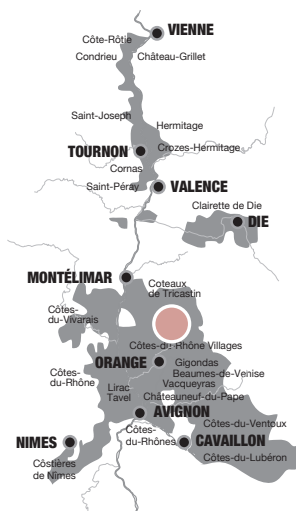 VIENNE
Côte-Rôtie
Condrieu
Château-Grillet
Saint-Joseph
Hermitage
TOURNON
Crozes-Hermitage
Cornas
Saint-Péray
VALENCE
Clairette de Die
DIE
MONTÉLIMAR
Coteaux
de Tricastin
Côtes-
du-Vivarais
Côtes-du-Rhône Villages
ORANGE
Gigondas
Beaumes-de-Venise
Vacqueyras
Côtes-
du-Rhône
Lirac
Tavel
Châteauneuf-du-Pape
AVIGNON
Côtes-du-Ventoux
Côtes-
du-Rhônes
NIMES
CAVAILLON
Côstières
de Nîmes
Côtes-du-Lubéron